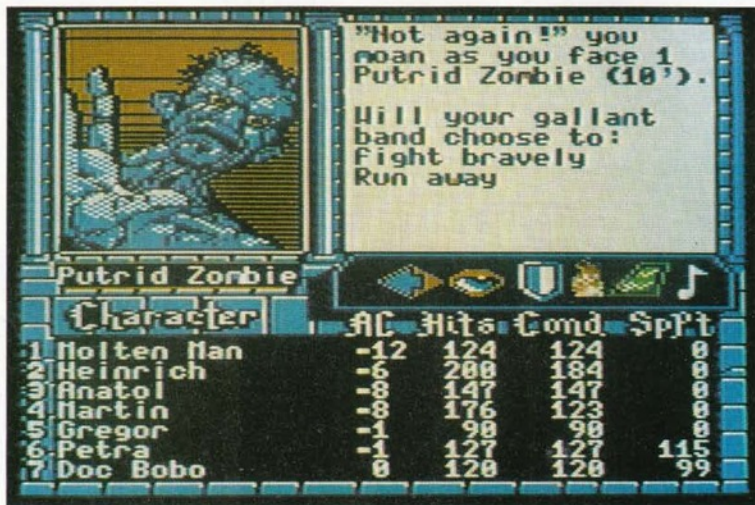 "Not again!" you
moan as you face 1
Putrid Zombie (10').
Will your gallant
band choose to:
Fight bravely
Run away
Putrid Zombie
Character AC Hits Cond SpPt
1 Molten Man -12 124 124 0
2 Heinrich -6 200 184 0
3 Anatol -8 147 147 0
4 Martin -8 176 123 0
5 Gregor -1 90 90 0
6 Petra -1 127 127 115
7 Doc Bobo 0 120 120 99